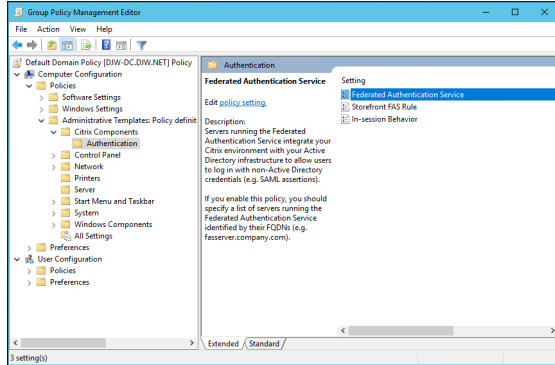 Group Policy Management Editor
File Action View Help
Default Domain Policy [DJW-DC.DJW.NET] Policy
Computer Configuration
Policies
Software Settings
Windows Settings
Administrative Templates: Policy definit
Citrix Components
Authentication
Control Panel
Network
Printers
Server
Start Menu and Taskbar
System
Windows Components
All Settings
Preferences
User Configuration
Policies
Preferences
Authentication
Federated Authentication Service
Edit policy setting
Description:
Servers running the Federated
Authentication Service integrate your
Citrix environment with your Active
Directory infrastructure to allow users
to log in with non-Active Directory
credentials (e.g. SAML assertions).
If you enable this policy, you should
specify a list of servers running the
Federated Authentication Service
identified by their FQDNs (e.g.
fasserver.company.com).
Setting
Federated Authentication Service
Storefront FAS Rule
In-session Behavior
Extended Standard
3 setting(s)